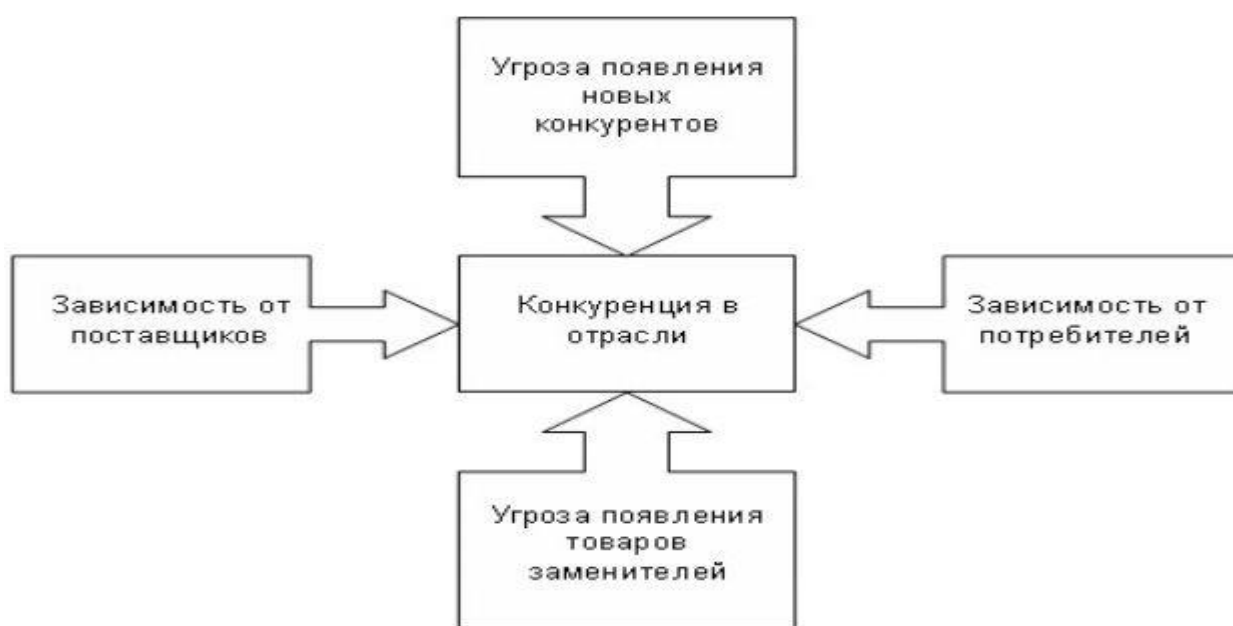 Угроза появления
новых
конкурентов
Зависимость от
поставщиков
Конкуренция в
отрасли
Зависимость от
потребителей
Угроза появления
товаров
заменителей